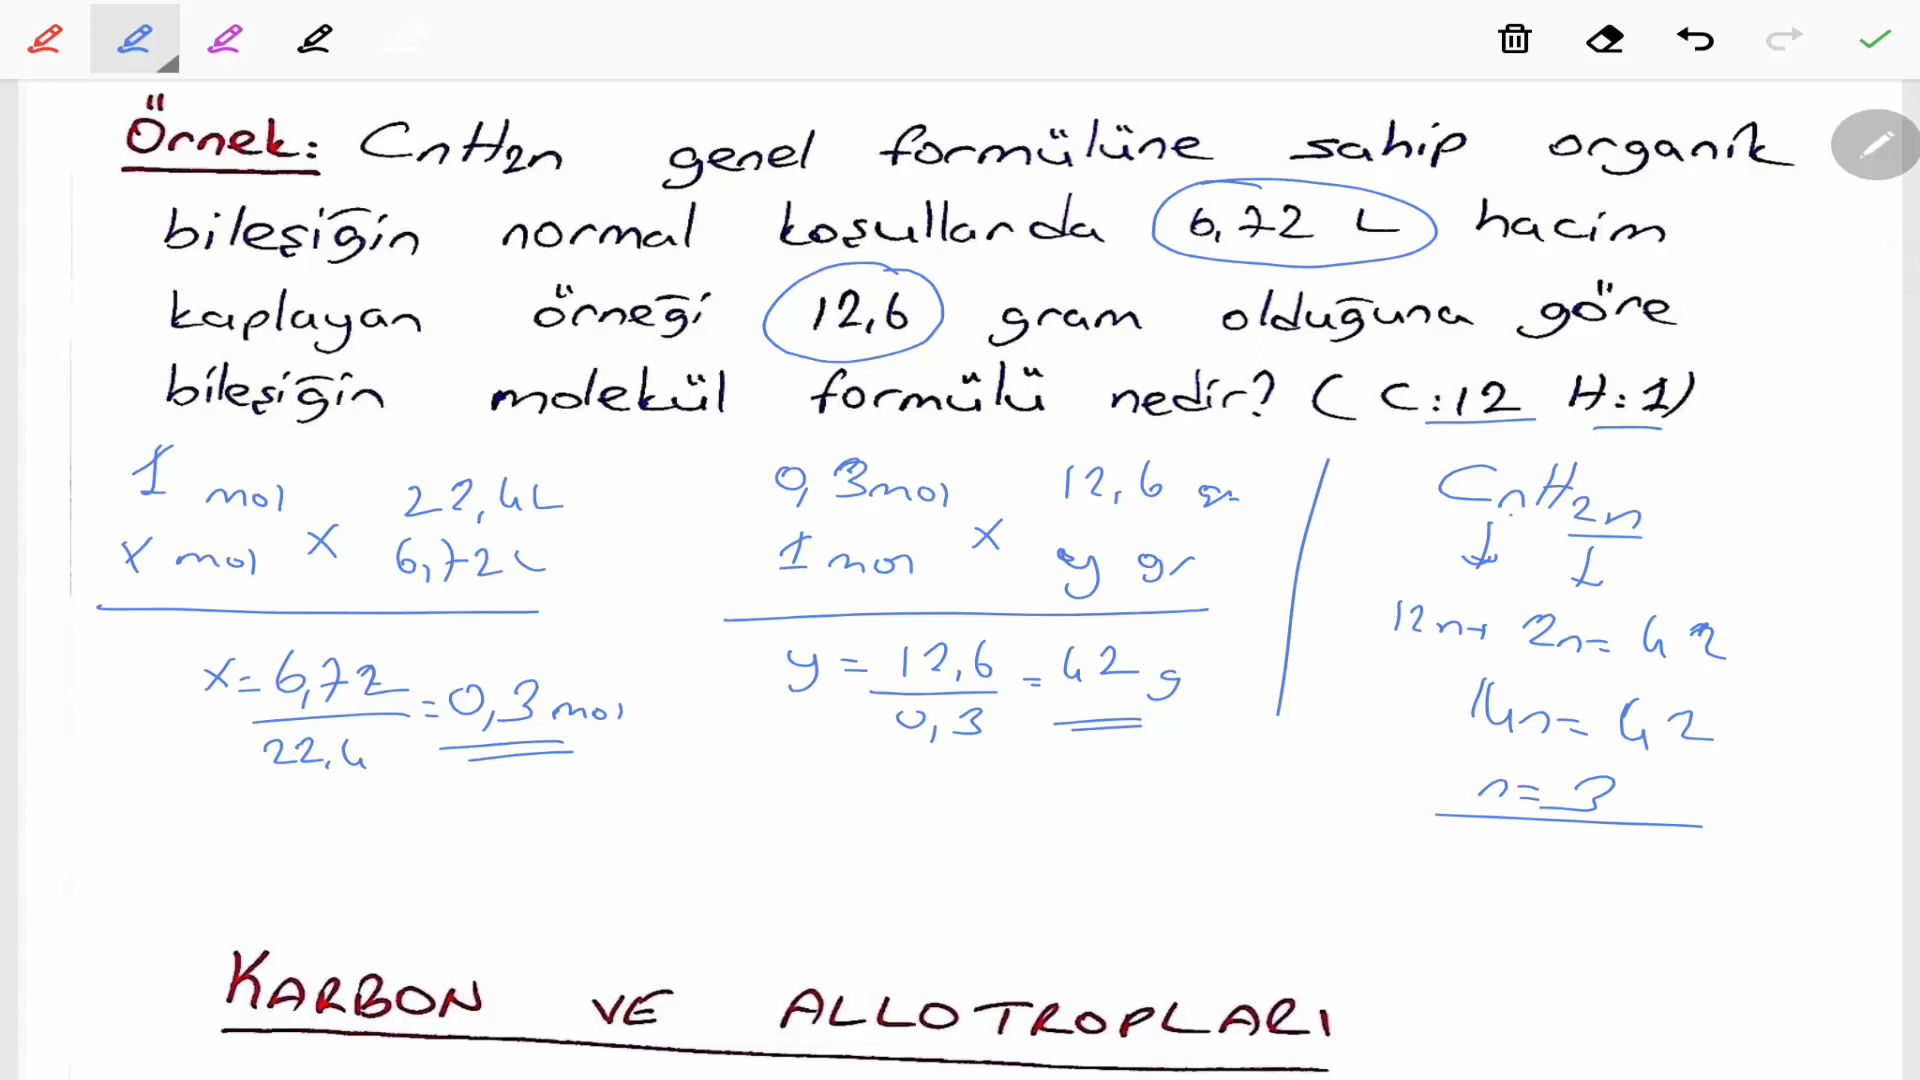 Örnek: CnH2n genel formülüne sahip organik
bileşiğin normal koşullarda 6,72 L hacim
kaplayan örneği 12,6 gram olduğuna göre
bileşiğin molekül formülü nedir? ( C:12 H:1)
1 mol 22,4L
x mol x 6,72L
x= 6,72 / 22,4 = 0,3 mol
0,3 mol 12,6 gr
1 mol x y gr
y = 12,6 / 0,3 = 42 g
CnH2n
↓ ↓
12n+ 2n= 42
14n= 42
n= 3
KARBON VE ALLOTROPLARI